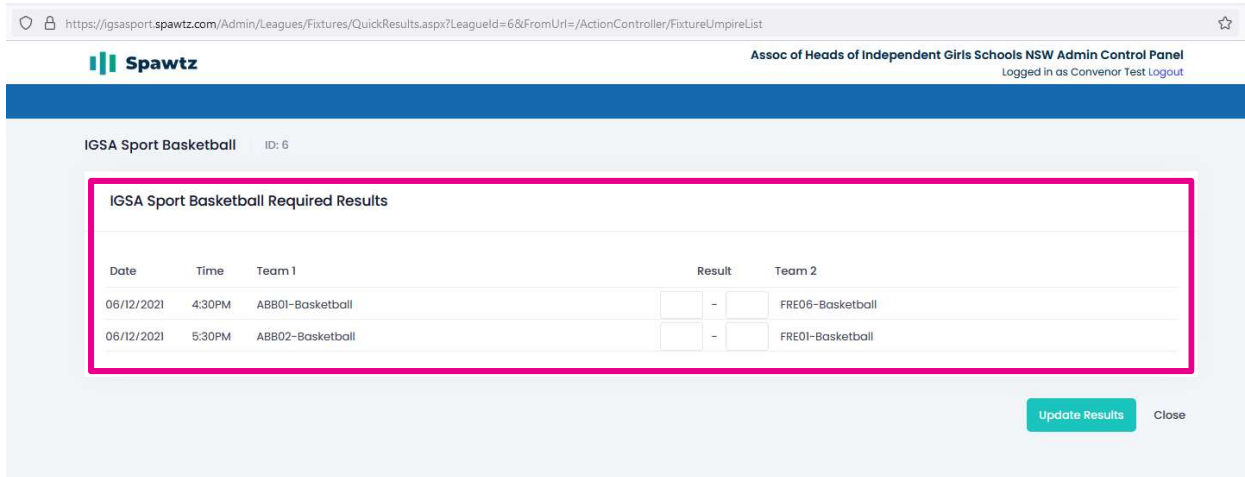 https://igsasport.spawtz.com/Admin/Leagues/Fixtures/QuickResults.aspx?LeagueId=6&FromUrl=/ActionController/FixtureUmpireList
Spawtz
Assoc of Heads of Independent Girls Schools NSW Admin Control Panel
Logged in as Convenor Test Logout
IGSA Sport Basketball ID: 6
IGSA Sport Basketball Required Results
Date Time Team 1 Result Team 2
06/12/2021 4:30PM ABB01-Basketball - FRE06-Basketball
06/12/2021 5:30PM ABB02-Basketball - FRE01-Basketball
Update Results Close